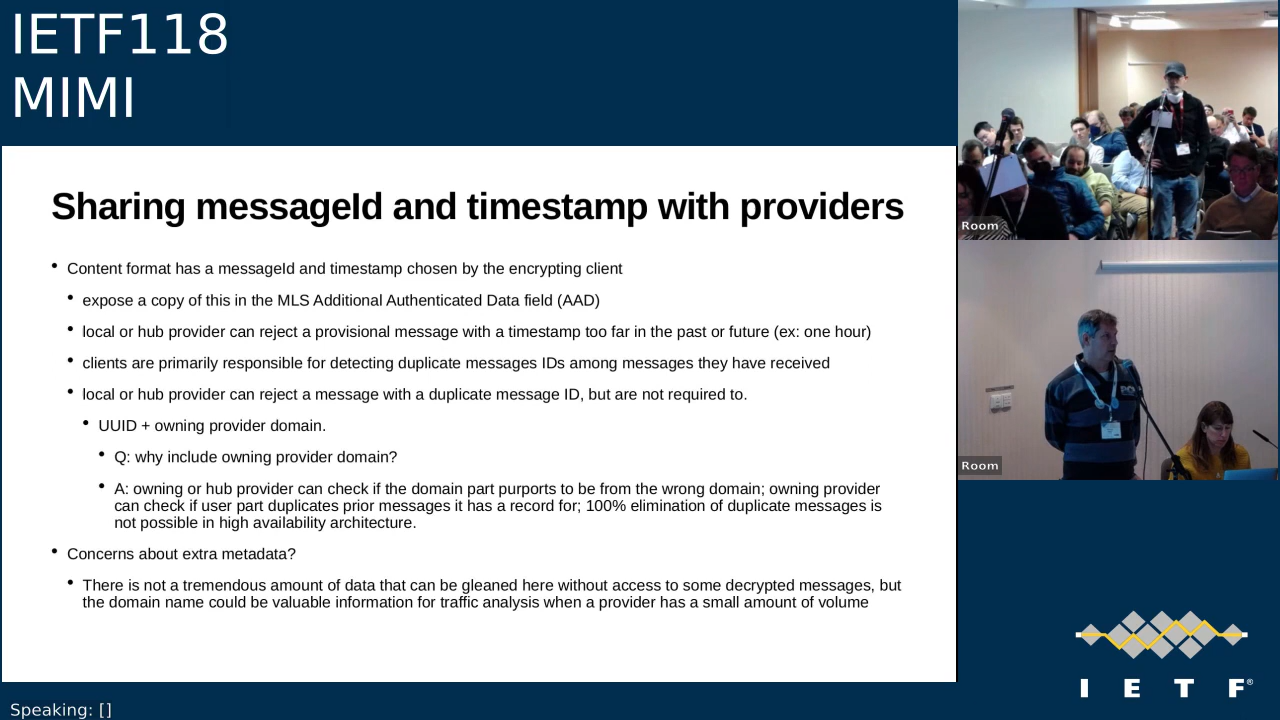 IETF118
MIMI
Sharing messageId and timestamp with providers
• Content format has a messageId and timestamp chosen by the encrypting client
• expose a copy of this in the MLS Additional Authenticated Data field (AAD)
• local or hub provider can reject a provisional message with a timestamp too far in the past or future (ex: one hour)
• clients are primarily responsible for detecting duplicate messages IDs among messages they have received
• local or hub provider can reject a message with a duplicate message ID, but are not required to.
• UUID + owning provider domain.
• Q: why include owning provider domain?
• A: owning or hub provider can check if the domain part purports to be from the wrong domain; owning provider
can check if user part duplicates prior messages it has a record for; 100% elimination of duplicate messages is
not possible in high availability architecture.
• Concerns about extra metadata?
• There is not a tremendous amount of data that can be gleaned here without access to some decrypted messages, but
the domain name could be valuable information for traffic analysis when a provider has a small amount of volume
Room
Room
I E T F®
Speaking: []